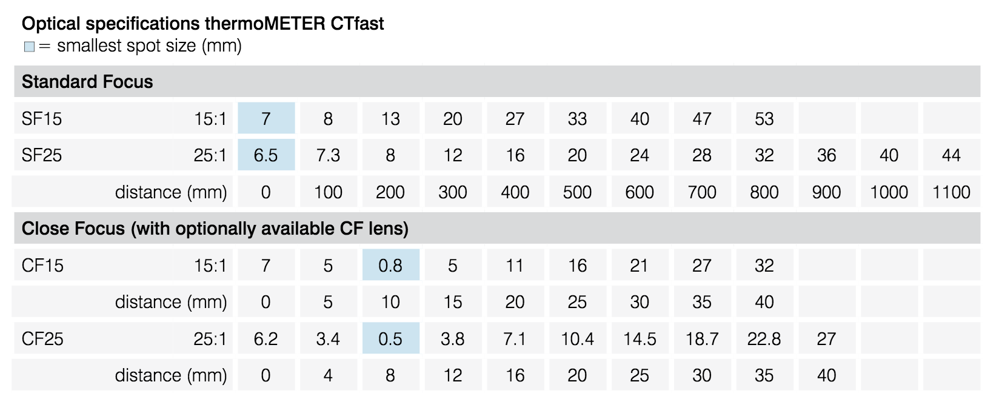 Optical specifications thermoMETER CTfast
= smallest spot size (mm)
Standard Focus
SF15 15:1 7 8 13 20 27 33 40 47 53
SF25 25:1 6.5 7.3 8 12 16 20 24 28 32 36 40 44
distance (mm) 0 100 200 300 400 500 600 700 800 900 1000 1100
Close Focus (with optionally available CF lens)
CF15 15:1 7 5 0.8 5 11 16 21 27 32
distance (mm) 0 5 10 15 20 25 30 35 40
CF25 25:1 6.2 3.4 0.5 3.8 7.1 10.4 14.5 18.7 22.8 27
distance (mm) 0 4 8 12 16 20 25 30 35 40